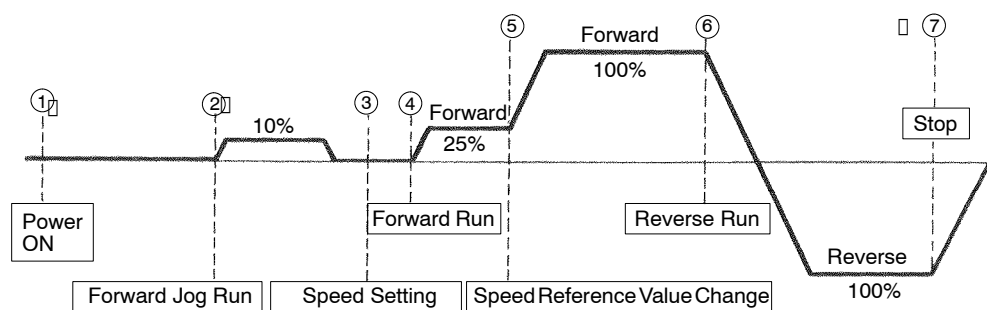 ⑤ Forward ⑥ ⑦
100%
① ② ③ ④
10% Forward
25%
Stop
Power
ON
Forward Run
Reverse Run
Reverse
100%
Forward Jog Run
Speed Setting
Speed Reference Value Change